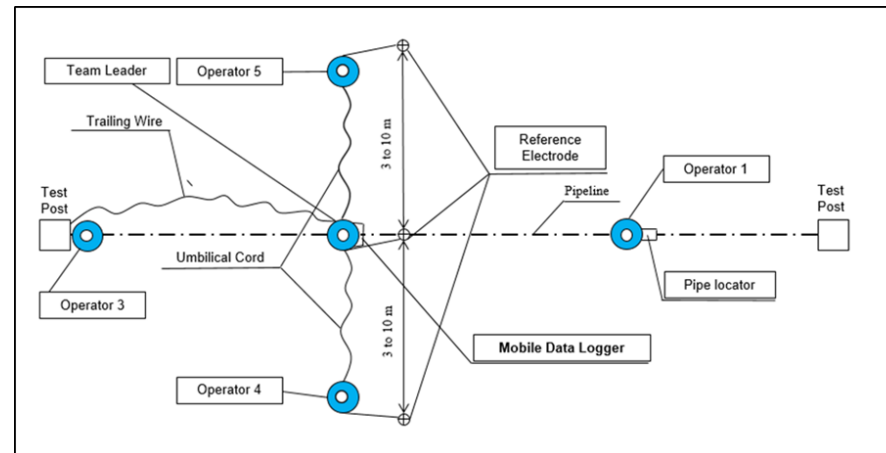 Team Leader
Operator 5
Trailing Wire
3 to 10 m
Reference
Electrode
Operator 1
Test
Post
Pipeline
Test
Post
Umbilical Cord
Operator 3
Pipe locator
3 to 10 m
Mobile Data Logger
Operator 4